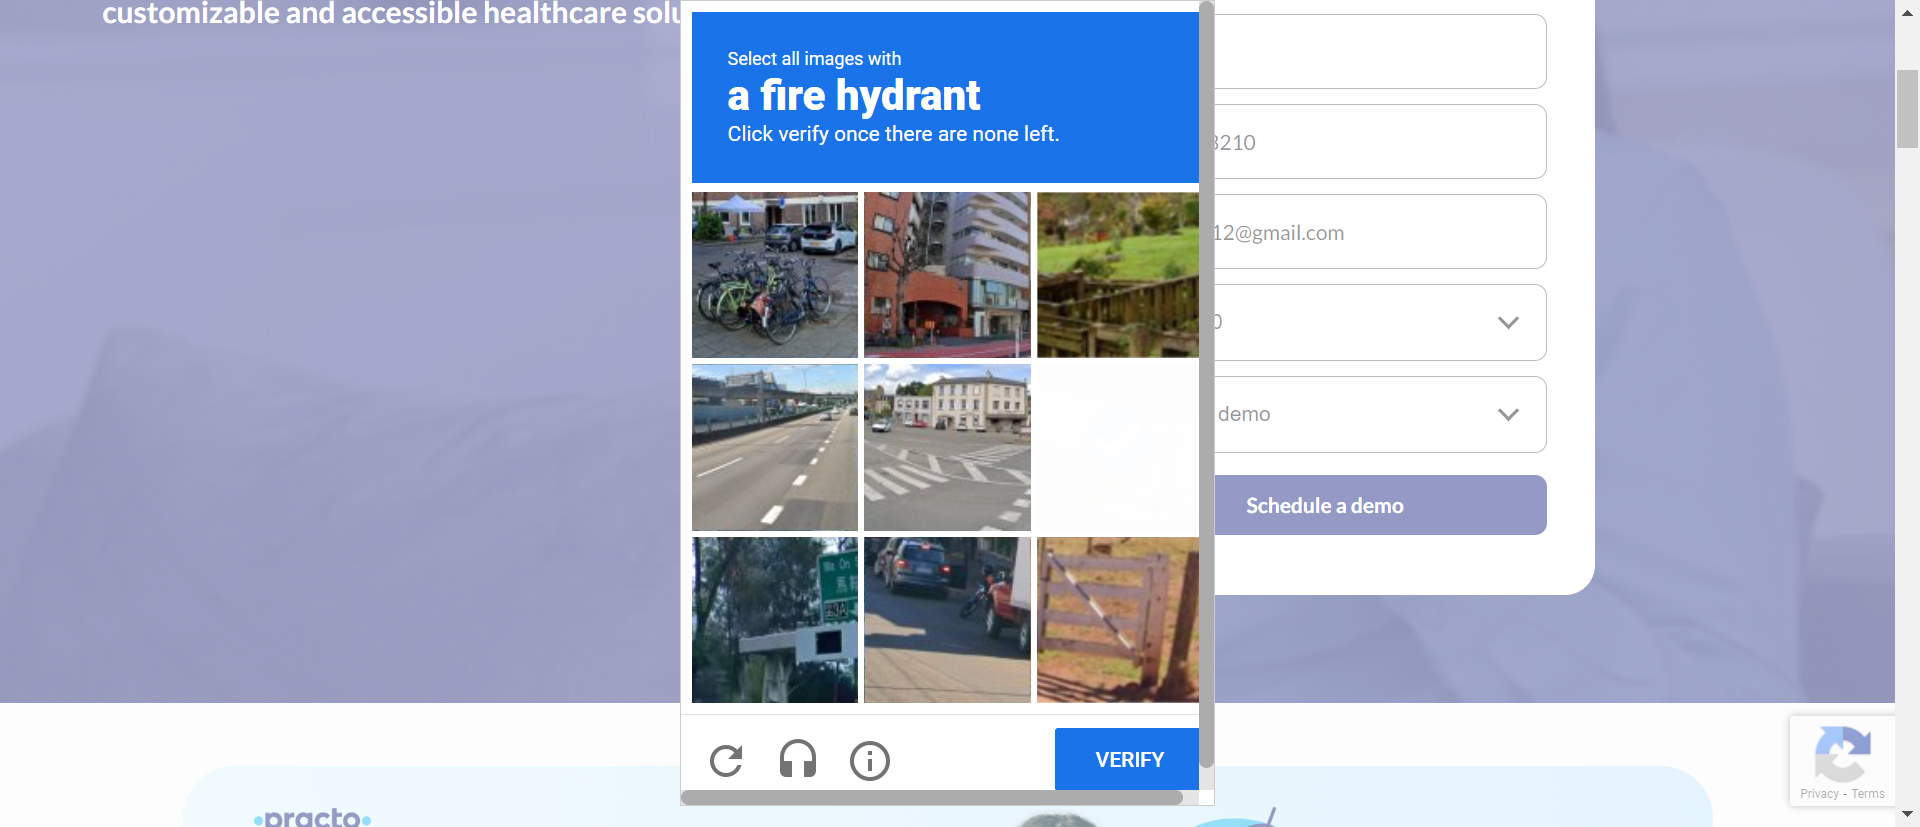 customizable and accessible healthcare solu
Select all images with
a fire hydrant
Click verify once there are none left.
3210
12@gmail.com
0
demo
Schedule a demo
VERIFY
Privacy - Terms
•practo•